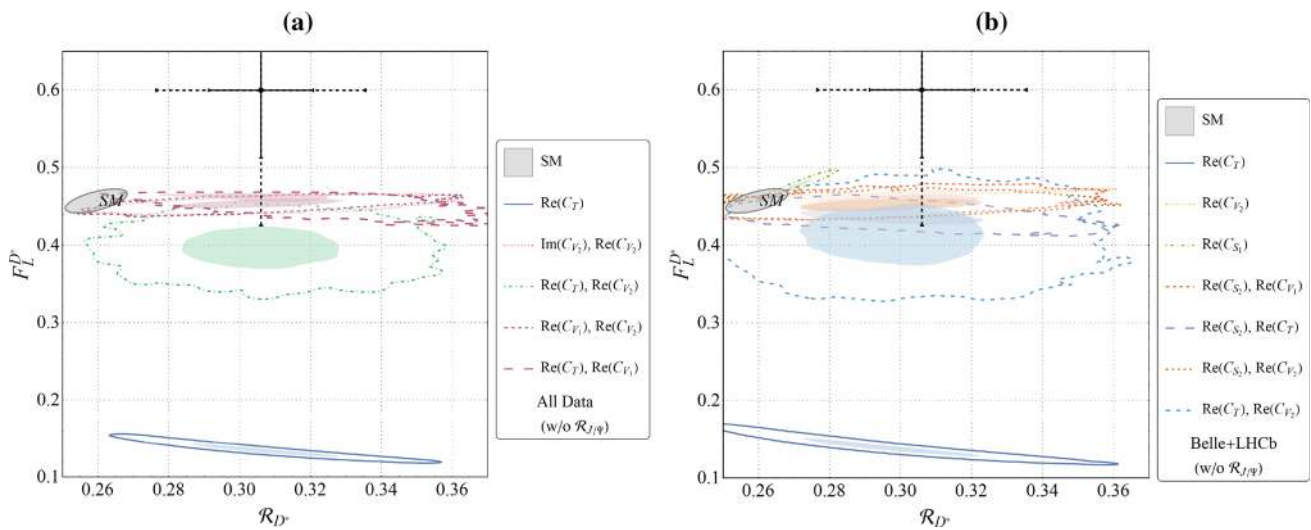 (a)
0.6
0.5
0.4
0.3
0.2
0.1
F_L^{D*}
SM
0.26 0.28 0.30 0.32 0.34 0.36
R_{D*}
SM
Re(C_T)
Im(C_{V_2}), Re(C_{V_2})
Re(C_T), Re(C_{V_2})
Re(C_{V_1}), Re(C_{V_2})
Re(C_T), Re(C_{V_1})
All Data
(w/o R_{J/Ψ})
(b)
0.6
0.5
0.4
0.3
0.2
0.1
F_L^{D*}
SM
0.26 0.28 0.30 0.32 0.34 0.36
R_{D*}
SM
Re(C_T)
Re(C_{V_2})
Re(C_{S_1})
Re(C_{S_2}), Re(C_{V_1})
Re(C_{S_2}), Re(C_T)
Re(C_{S_2}), Re(C_{V_2})
Re(C_T), Re(C_{V_2})
Belle+LHCb
(w/o R_{J/Ψ})